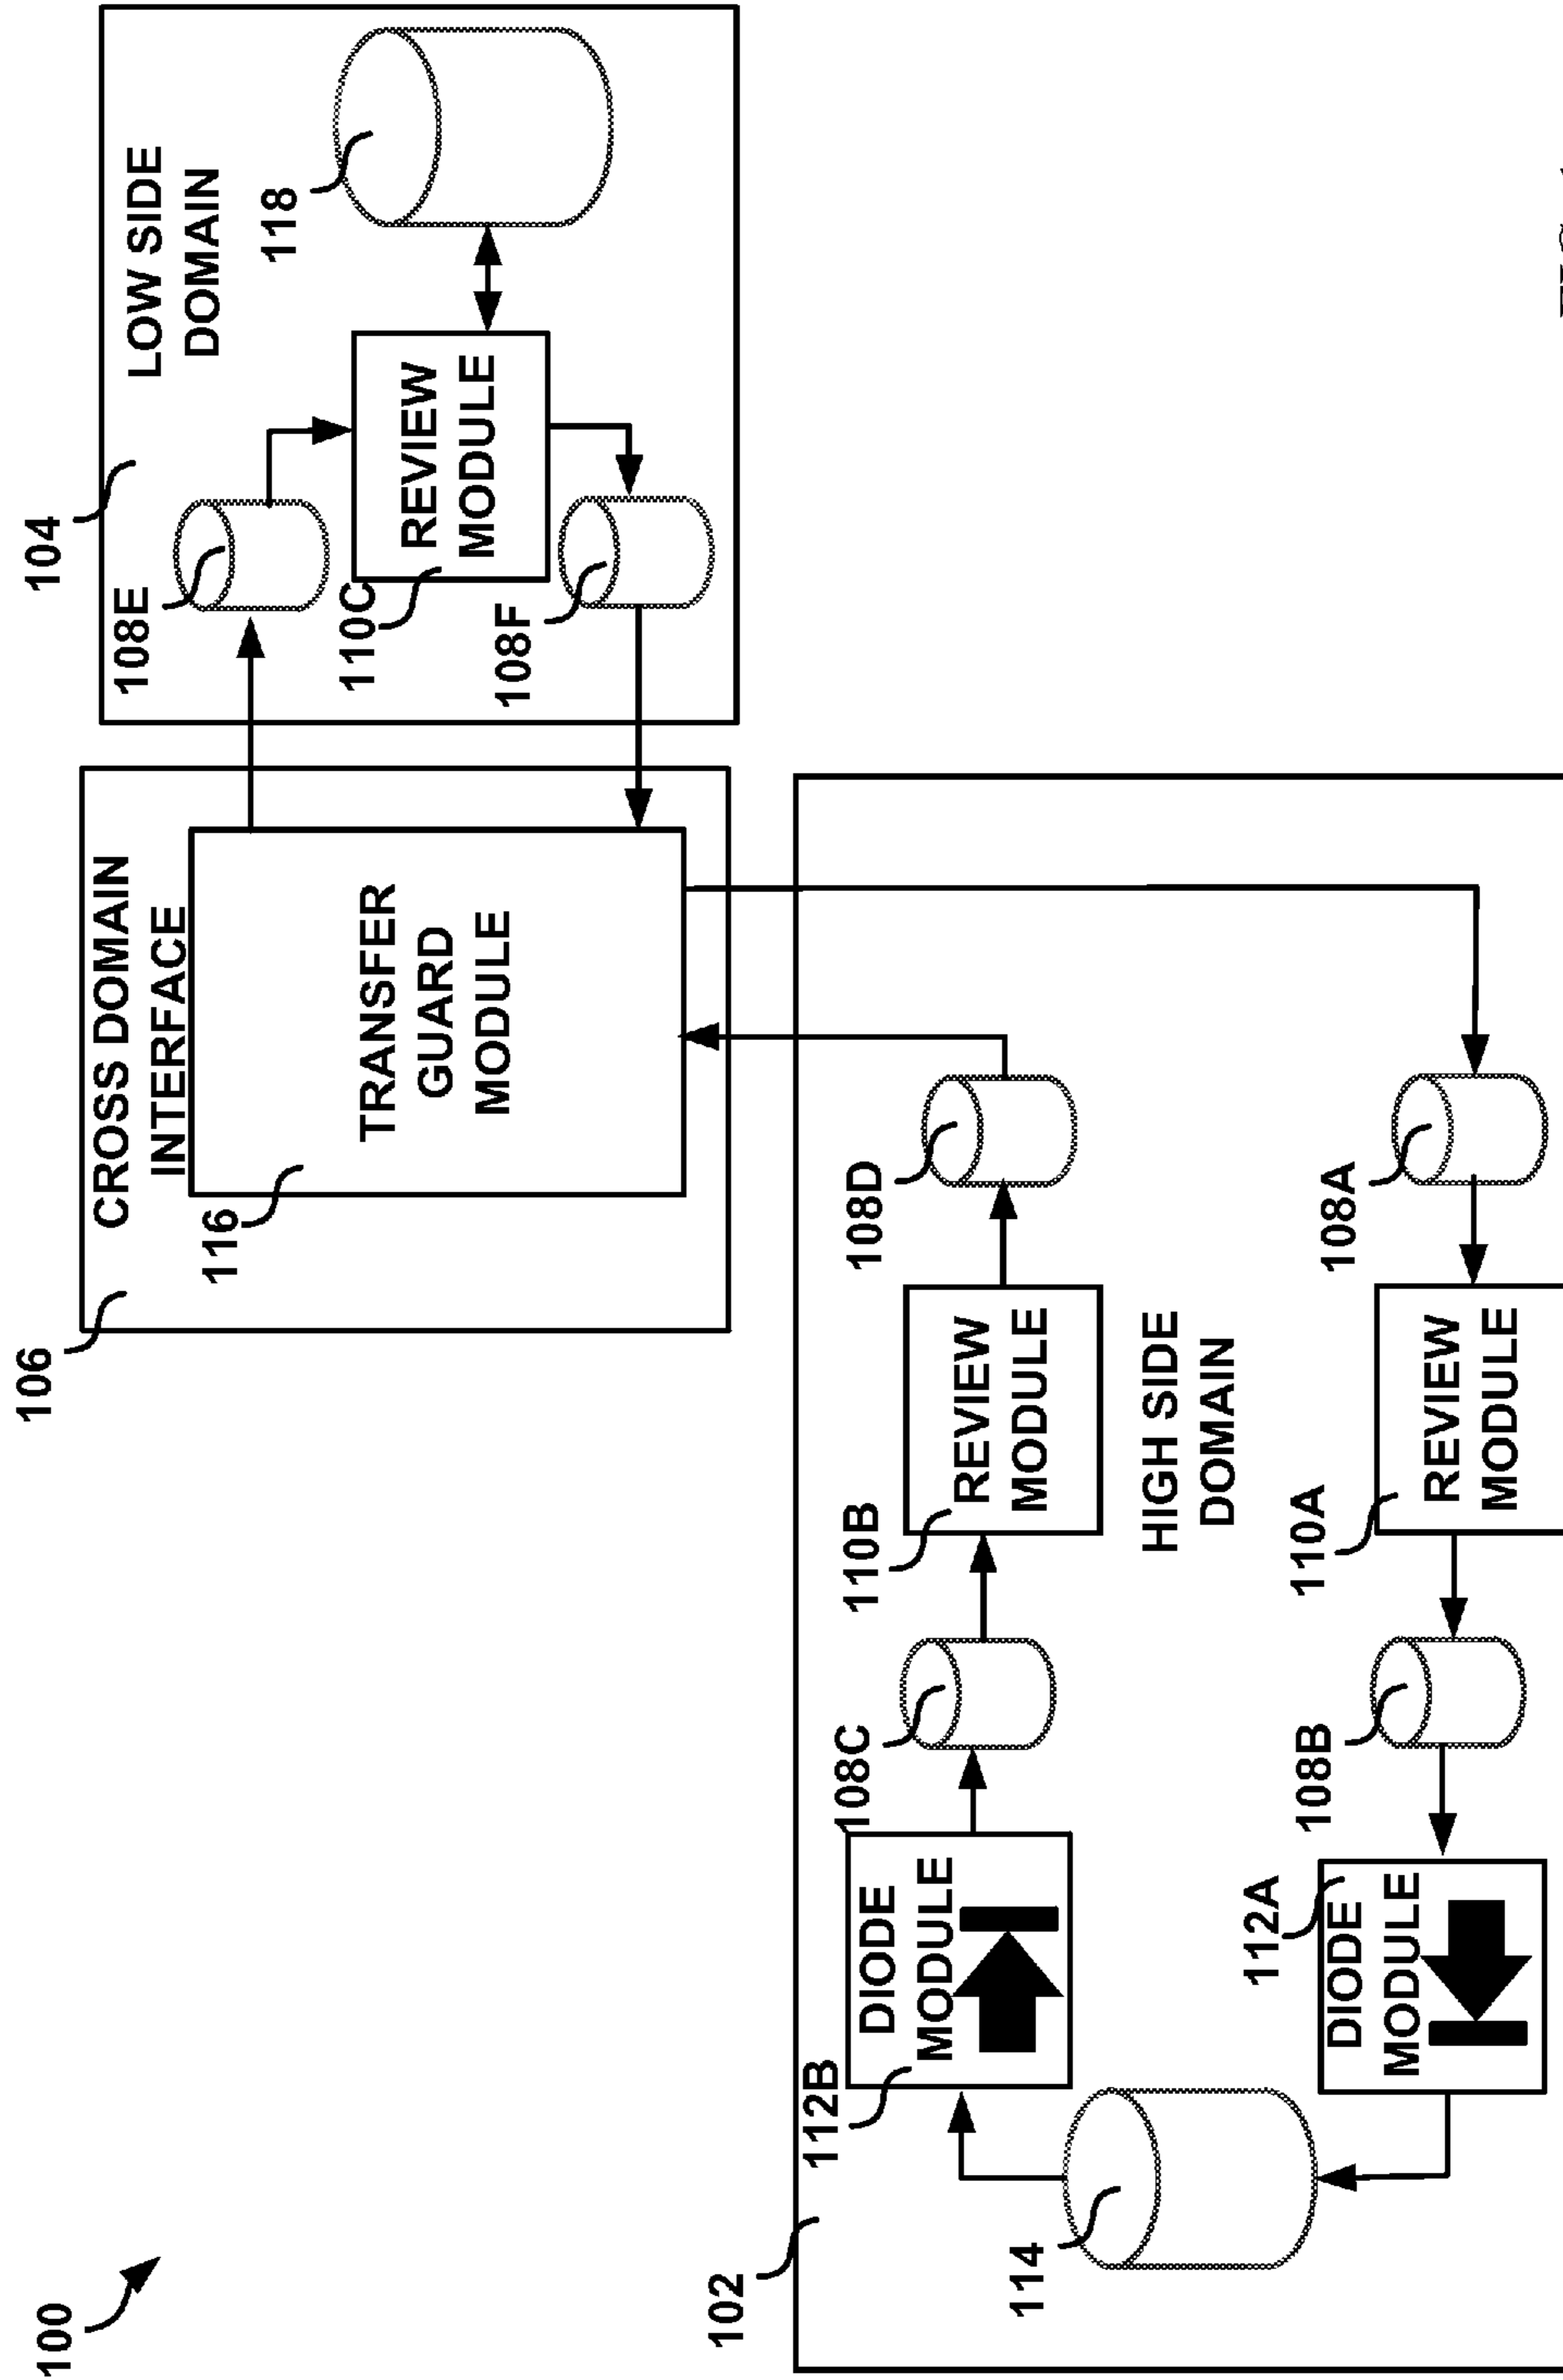 100
106
CROSS DOMAIN
INTERFACE
116
TRANSFER
GUARD
MODULE
104
LOW SIDE
DOMAIN
108E
118
110C
REVIEW
MODULE
108F
102
112B
DIODE
MODULE
108C
110B
REVIEW
MODULE
108D
114
HIGH SIDE
DOMAIN
112A
DIODE
MODULE
108B
110A
REVIEW
MODULE
108A